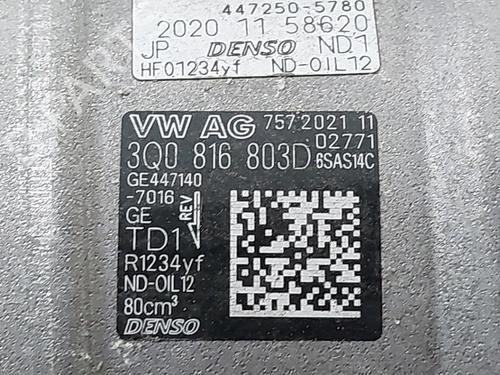 447250-5780
2020 11 58620
JP DENSO ND1
HF01234yf ND-OIL12
VW AG 757 2021 11
3Q0 816 803D 02771
6SAS14C
GE447140
-7016
GE REV
TD1
R1234yf
ND-OIL12
80cm³
DENSO